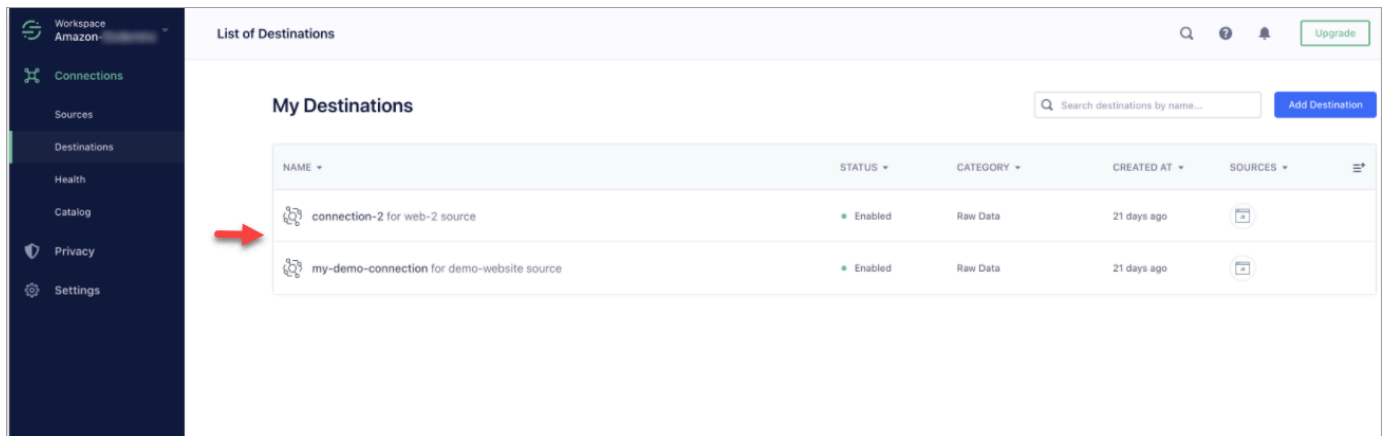 Workspace
Amazon-
List of Destinations
Upgrade
Connections
Sources
Destinations
Health
Catalog
Privacy
Settings
My Destinations
Search destinations by name...
Add Destination
NAME STATUS CATEGORY CREATED AT SOURCES
connection-2 for web-2 source Enabled Raw Data 21 days ago
my-demo-connection for demo-website source Enabled Raw Data 21 days ago